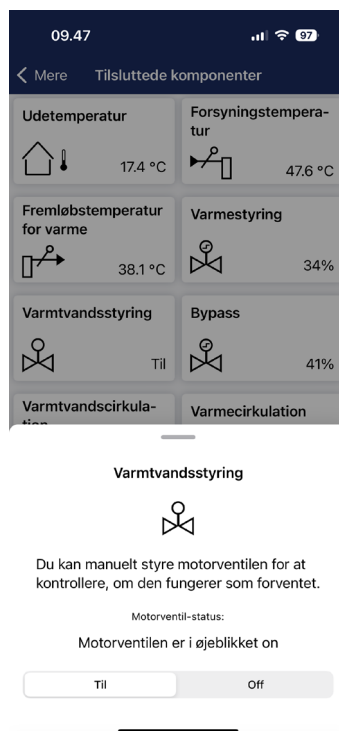 09.47
97
Mere
Tilsluttede komponenter
Udetemperatur
17.4 °C
Forsyningstempera-
tur
47.6 °C
Fremløbstemperatur
for varme
38.1 °C
Varmestyring
34%
Varmtvandsstyring
Til
Bypass
41%
Varmtvandscirkula-
tion
Varmecirkulation
Varmtvandsstyring
Du kan manuelt styre motorventilen for at
kontrollere, om den fungerer som forventet.
Motorventil-status:
Motorventilen er i øjeblikket on
Til
Off